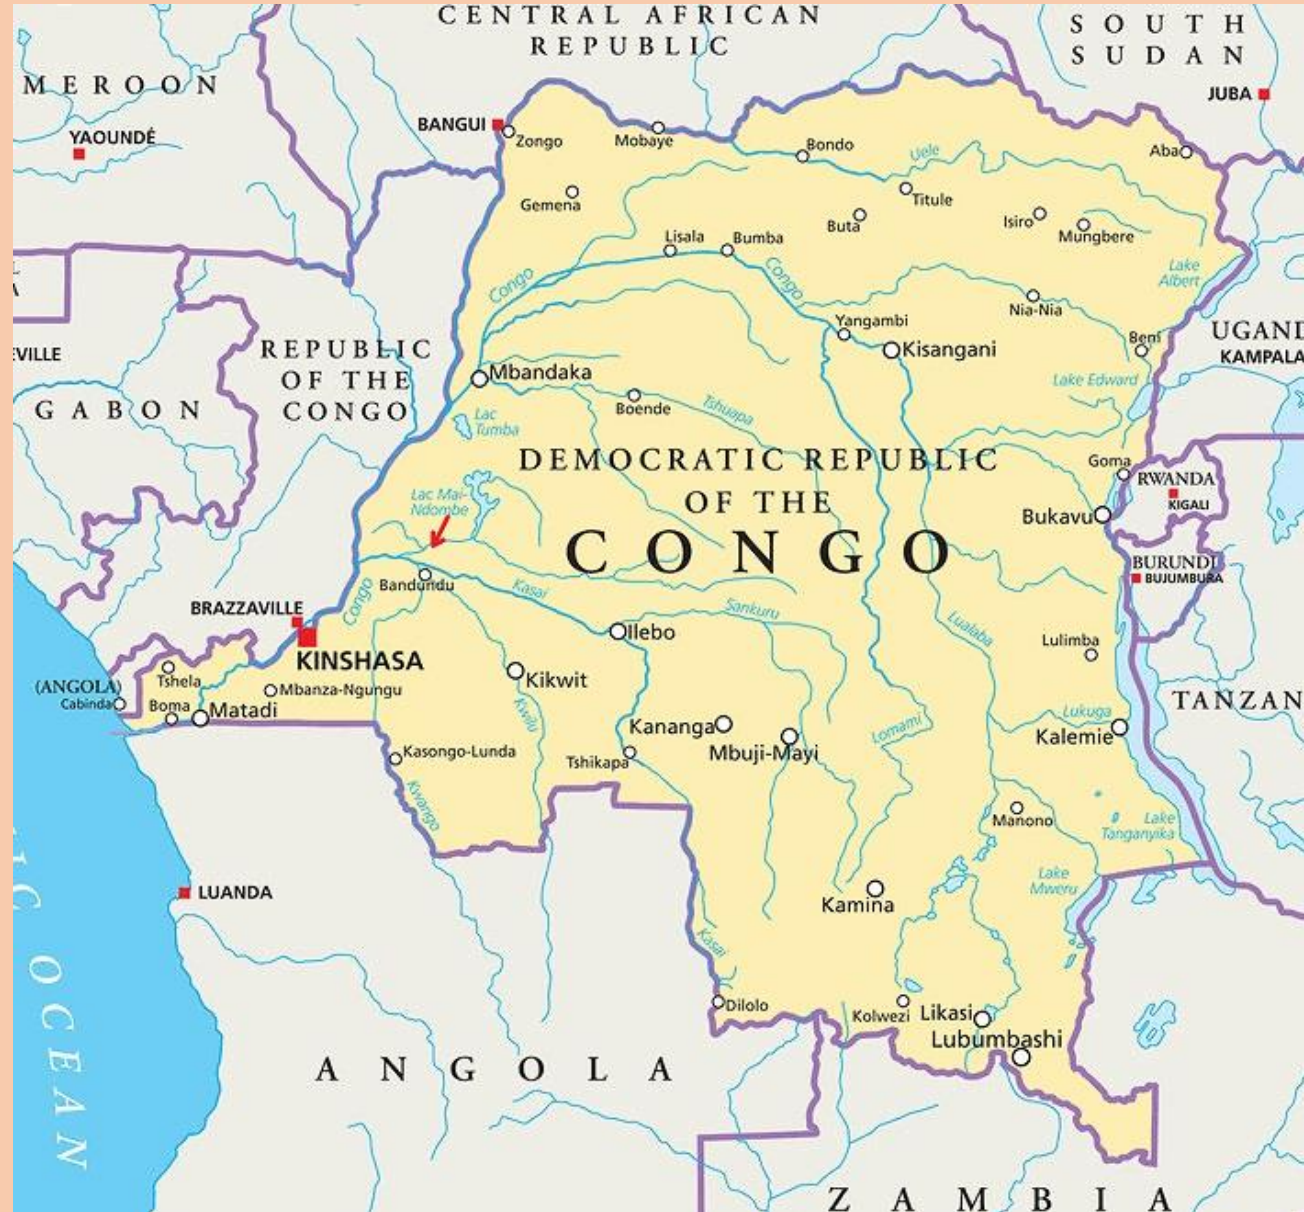 CENTRAL AFRICAN
REPUBLIC
SOUTH
SUDAN
MEROON
JUBA
BANGUI
YAOUNDÉ
Zongo
Mobaye
Bondo
Uele
Aba
Gemena
Titule
Buta
Isiro
Mungbere
Lisala
Bumba
Congo
Congo
Lake
Albert
L
A
Nia-Nia
Yangambi
UGAND
EVILLE
REPUBLIC
OF THE
CONGO
Kisangani
Beni
KAMPALA
Mbandaka
Lake Edward
GABON
Boende
Tshuapa
Lac
Tumba
DEMOCRATIC REPUBLIC
OF THE
CONGO
Goma
RWANDA
KIGALI
Lac Mai-
Ndombe
Bukavu
BURUNDI
BUJUMBURA
Bandundu
Kasai
Congo
BRAZZAVILLE
KINSHASA
Sankuru
Ilebo
Lualaba
Lulimba
Tshela
(ANGOLA)
Cabinda
Boma
Matadi
Mbanza-Ngungu
Kikwit
Kwilu
TANZAN
Kananga
Mbuji-Mayi
Lomami
Lukuga
Kalemie
Kasongo-Lunda
Tshikapa
Kwango
Manono
Lake
Tanganyika
Lake
Mweru
LUANDA
Kamina
Kasai
Dilolo
Kolwezi
Likasi
Lubumbashi
IC OCEAN
ANGOLA
ZAMBIA